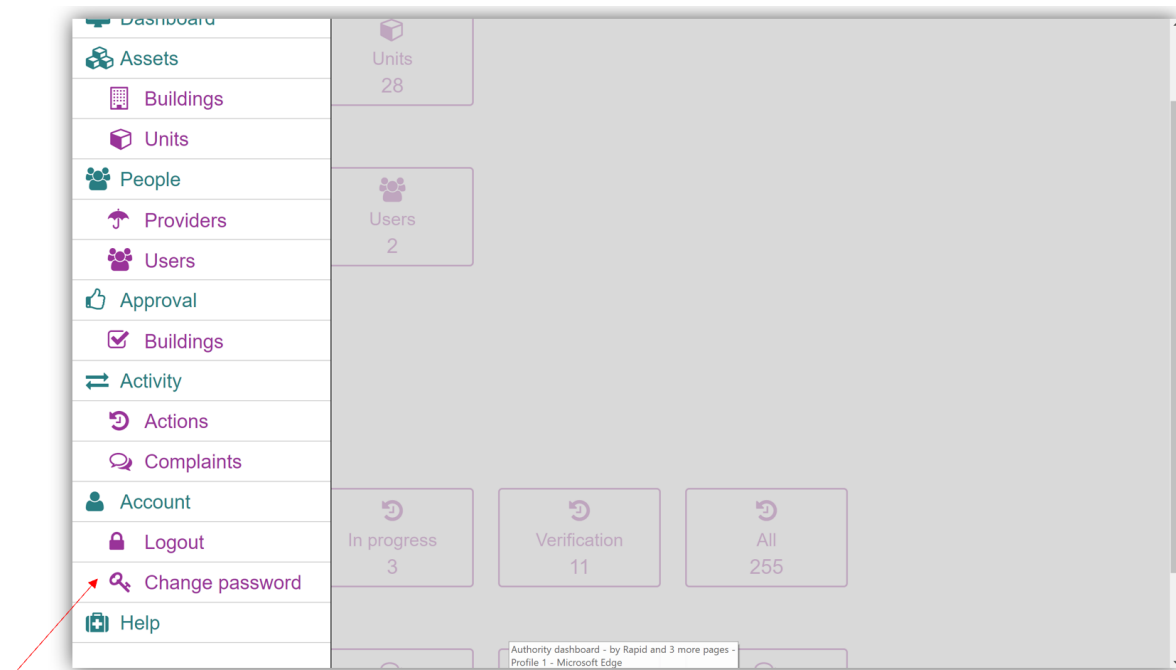 Dashboard
Assets
Buildings
Units
People
Providers
Users
Approval
Buildings
Activity
Actions
Complaints
Account
Logout
Change password
Help
Units
28
Users
2
In progress
3
Verification
11
All
255
Authority dashboard - by Rapid and 3 more pages -
Profile 1 - Microsoft Edge